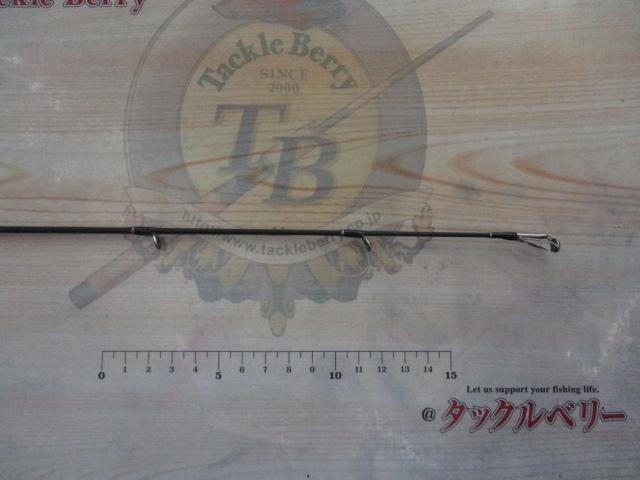 ackle Berry
Tackle Berry
SINCE
2000
TB
http://www.tackleberry.co.jp
0 1 2 3 4 5 6 7 8 9 10 11 12 13 14 15
Let us support your fishing life.
@タックルベリー